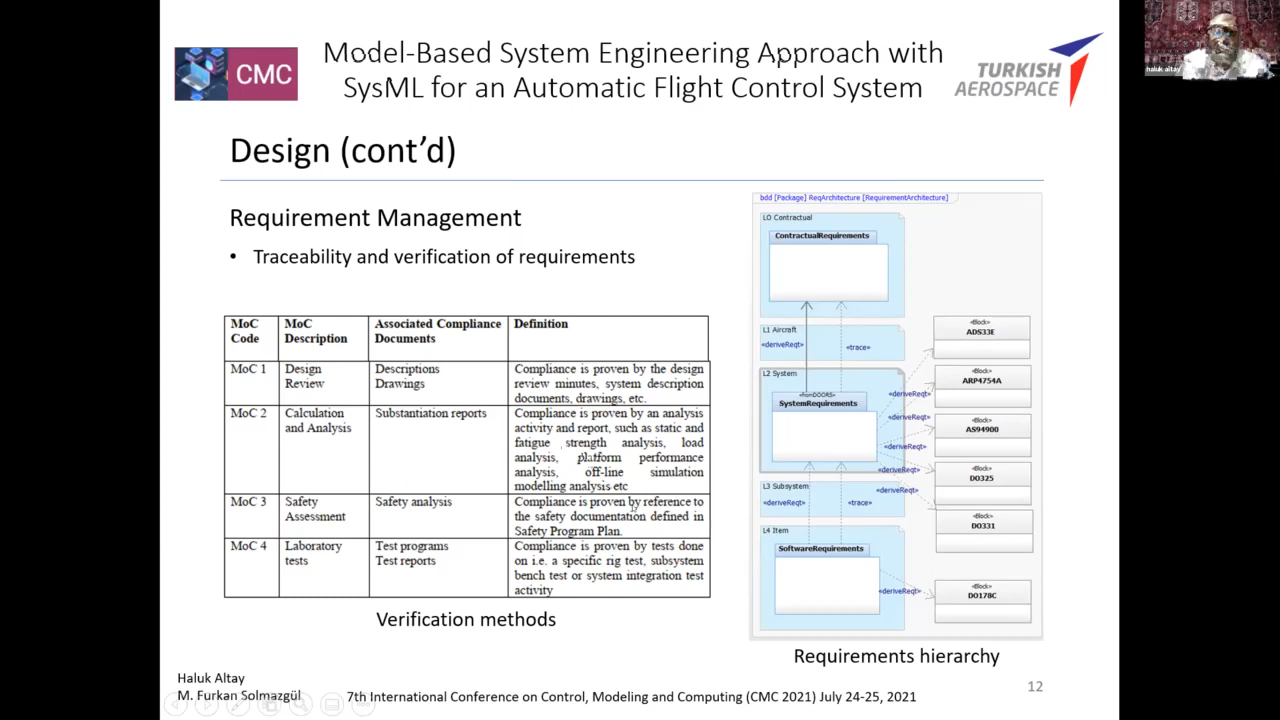 CMC
Model-Based System Engineering Approach with
SysML for an Automatic Flight Control System
TURKISH
AEROSPACE
haluk altay
Design (cont’d)
Requirement Management
• Traceability and verification of requirements
MoC Code
MoC Description
Associated Compliance Documents
Definition
MoC 1
Design Review
Descriptions
Drawings
Compliance is proven by the design
review minutes, system description
documents, drawings, etc.
MoC 2
Calculation and Analysis
Substantiation reports
Compliance is proven by an analysis
activity and report, such as static and
fatigue strength analysis, load
analysis, platform performance
analysis, off-line simulation
modelling analysis etc
MoC 3
Safety Assessment
Safety analysis
Compliance is proven by reference to
the safety documentation defined in
Safety Program Plan.
MoC 4
Laboratory tests
Test programs
Test reports
Compliance is proven by tests done
on i.e. a specific rig test, subsystem
bench test or system integration test
activity
Verification methods
bdd [Package] ReqArchitecture [RequirementArchitecture]
L0 Contractual
ContractualRequirements
L1 Aircraft
«deriveReqt»
«trace»
L2 System
«fromDOORS»
SystemRequirements
L3 Subsystem
«deriveReqt»
«trace»
L4 Item
SoftwareRequirements
«Block»
ADS33E
«Block»
ARP4754A
«deriveReqt»
«deriveReqt»
«Block»
AS94900
«deriveReqt»
«Block»
DO325
«deriveReqt»
«deriveReqt»
«Block»
DO331
«Block»
DO178C
«deriveReqt»
Requirements hierarchy
Haluk Altay
M. Furkan Solmazgül
7th International Conference on Control, Modeling and Computing (CMC 2021) July 24-25, 2021
12